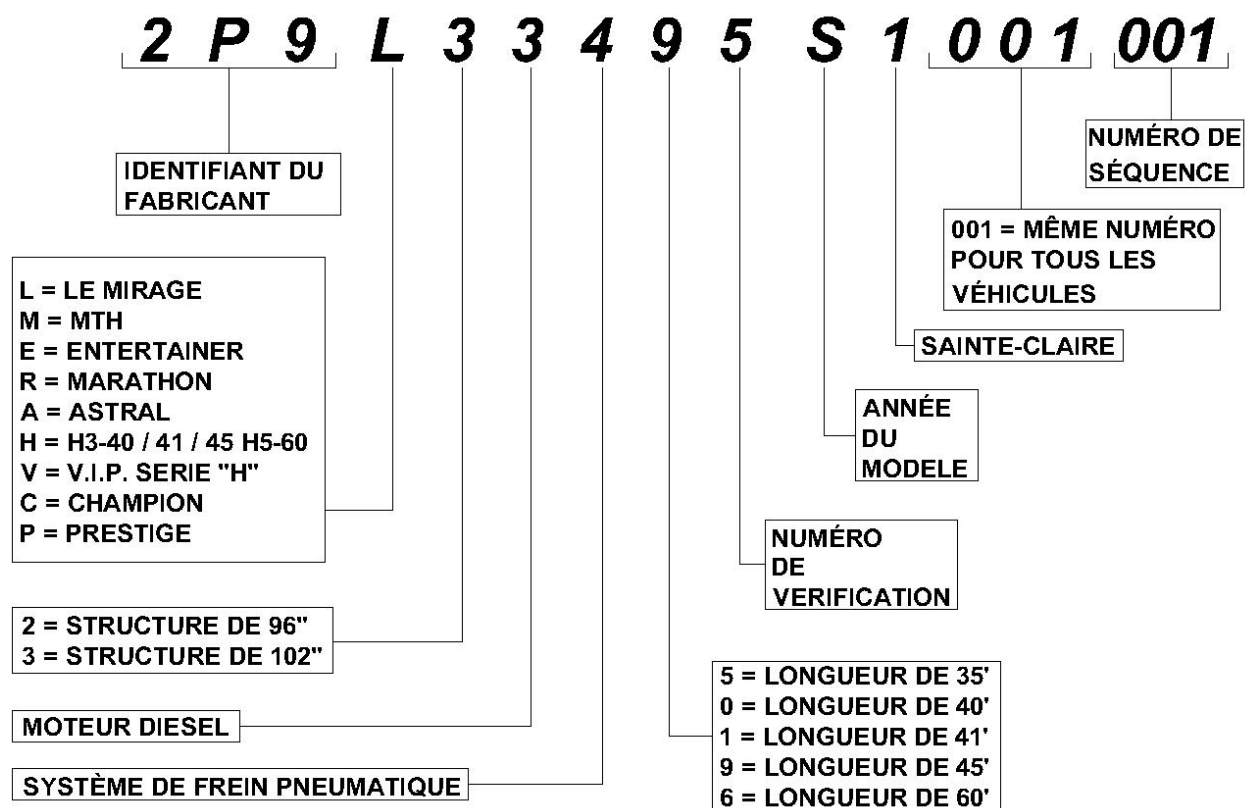 2 P 9 L 3 3 4 9 5 S 1 0 0 1 001
IDENTIFIANT DU
FABRICANT
NUMÉRO DE
SÉQUENCE
001 = MÊME NUMÉRO
POUR TOUS LES
VÉHICULES
SAINTE-CLAIRE
ANNÉE
DU
MODELE
NUMÉRO
DE
VERIFICATION
L = LE MIRAGE
M = MTH
E = ENTERTAINER
R = MARATHON
A = ASTRAL
H = H3-40 / 41 / 45 H5-60
V = V.I.P. SERIE "H"
C = CHAMPION
P = PRESTIGE
2 = STRUCTURE DE 96"
3 = STRUCTURE DE 102"
MOTEUR DIESEL
SYSTÈME DE FREIN PNEUMATIQUE
5 = LONGUEUR DE 35'
0 = LONGUEUR DE 40'
1 = LONGUEUR DE 41'
9 = LONGUEUR DE 45'
6 = LONGUEUR DE 60'